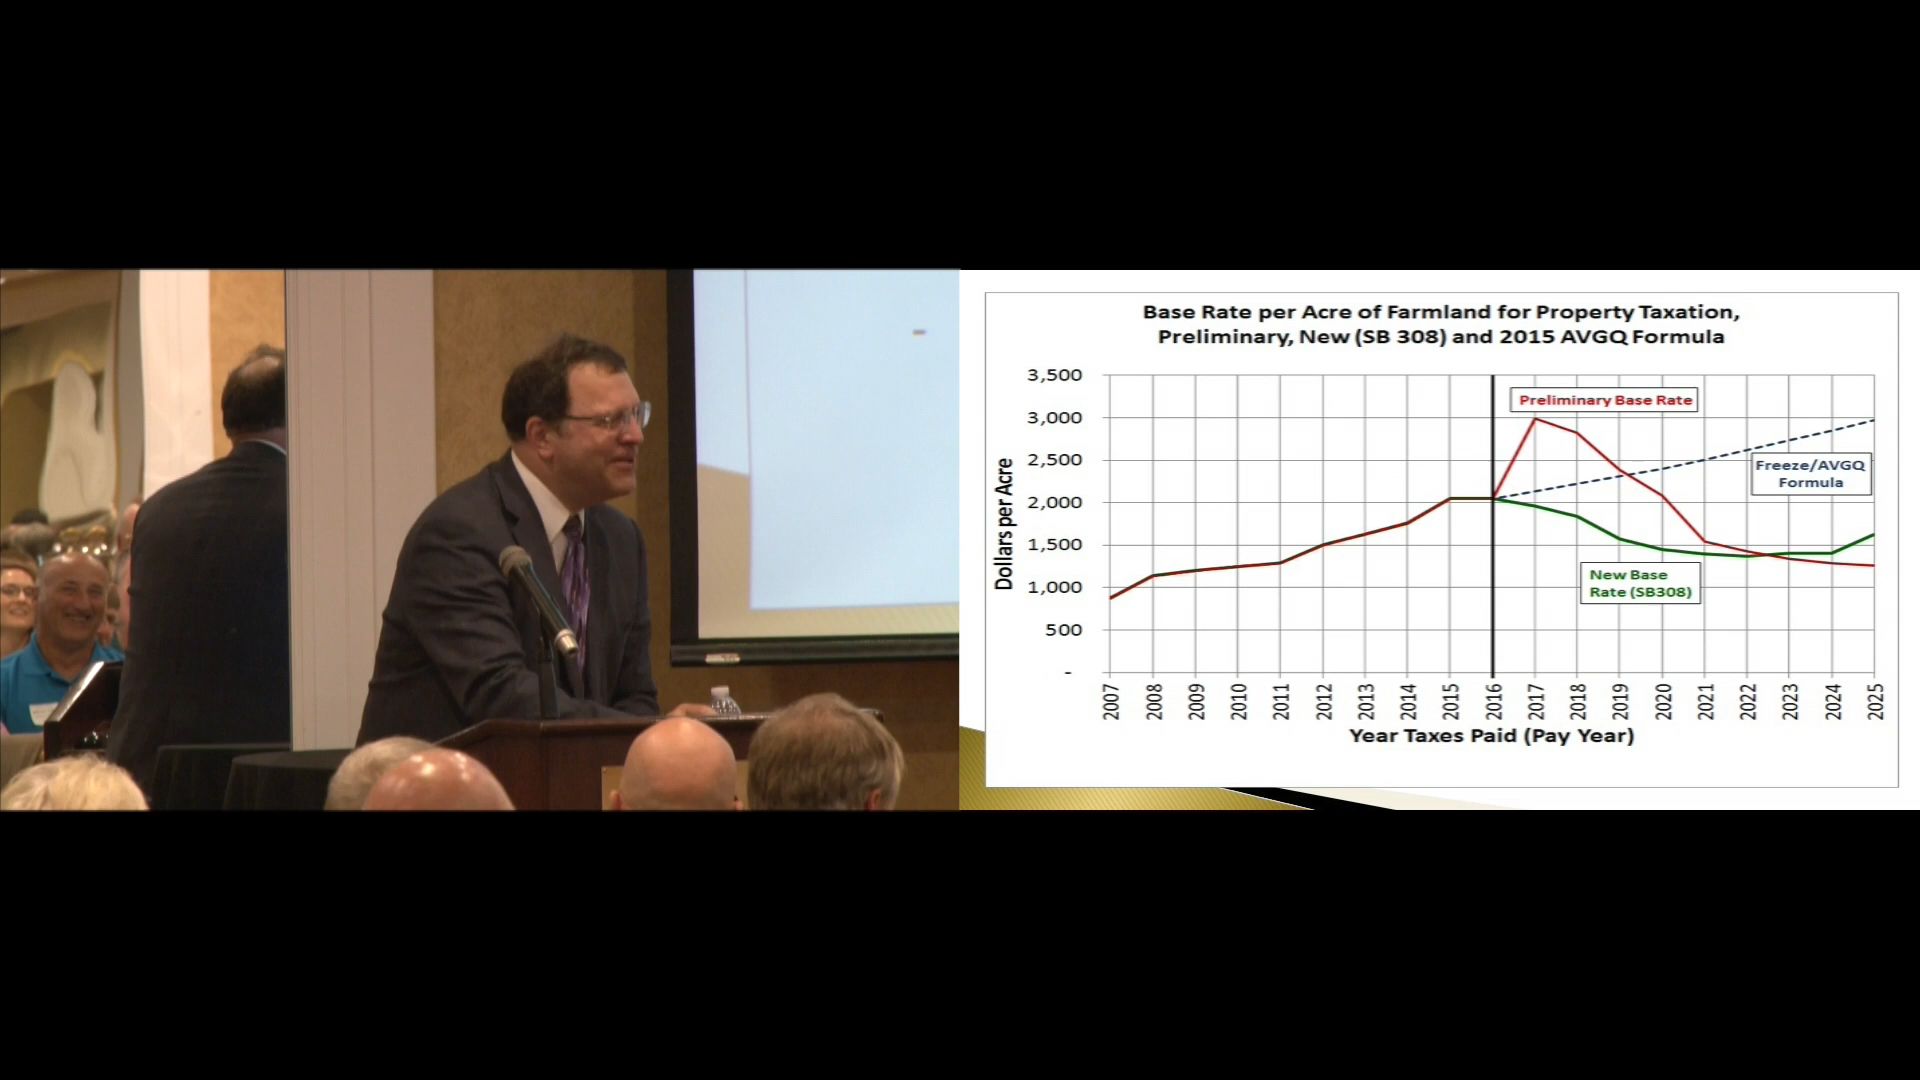 Base Rate per Acre of Farmland for Property Taxation,
Preliminary, New (SB 308) and 2015 AVGQ Formula
3,500
3,000
2,500
2,000
1,500
1,000
500
-
Dollars per Acre
Preliminary Base Rate
Freeze/AVGQ
Formula
New Base
Rate (SB308)
2007 2008 2009 2010 2011 2012 2013 2014 2015 2016 2017 2018 2019 2020 2021 2022 2023 2024 2025
Year Taxes Paid (Pay Year)